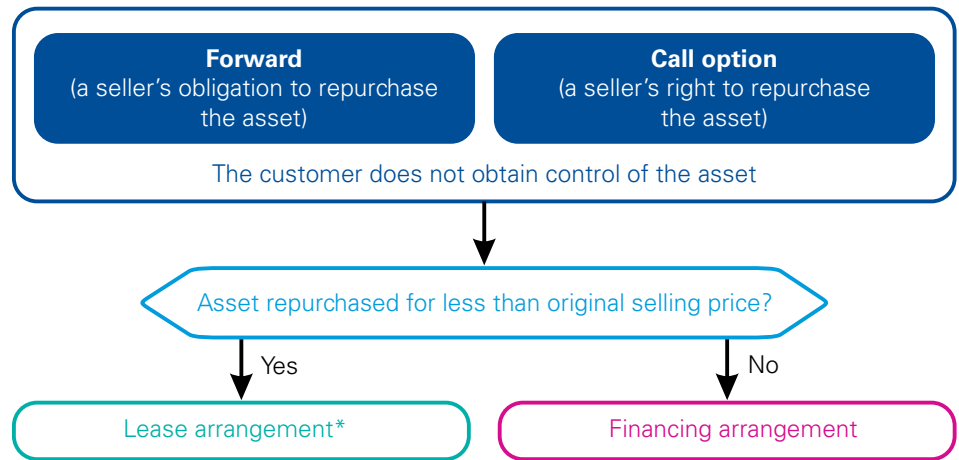 Forward
(a seller's obligation to repurchase
the asset)
Call option
(a seller's right to repurchase
the asset)
The customer does not obtain control of the asset
Asset repurchased for less than original selling price?
Yes
No
Lease arrangement*
Financing arrangement